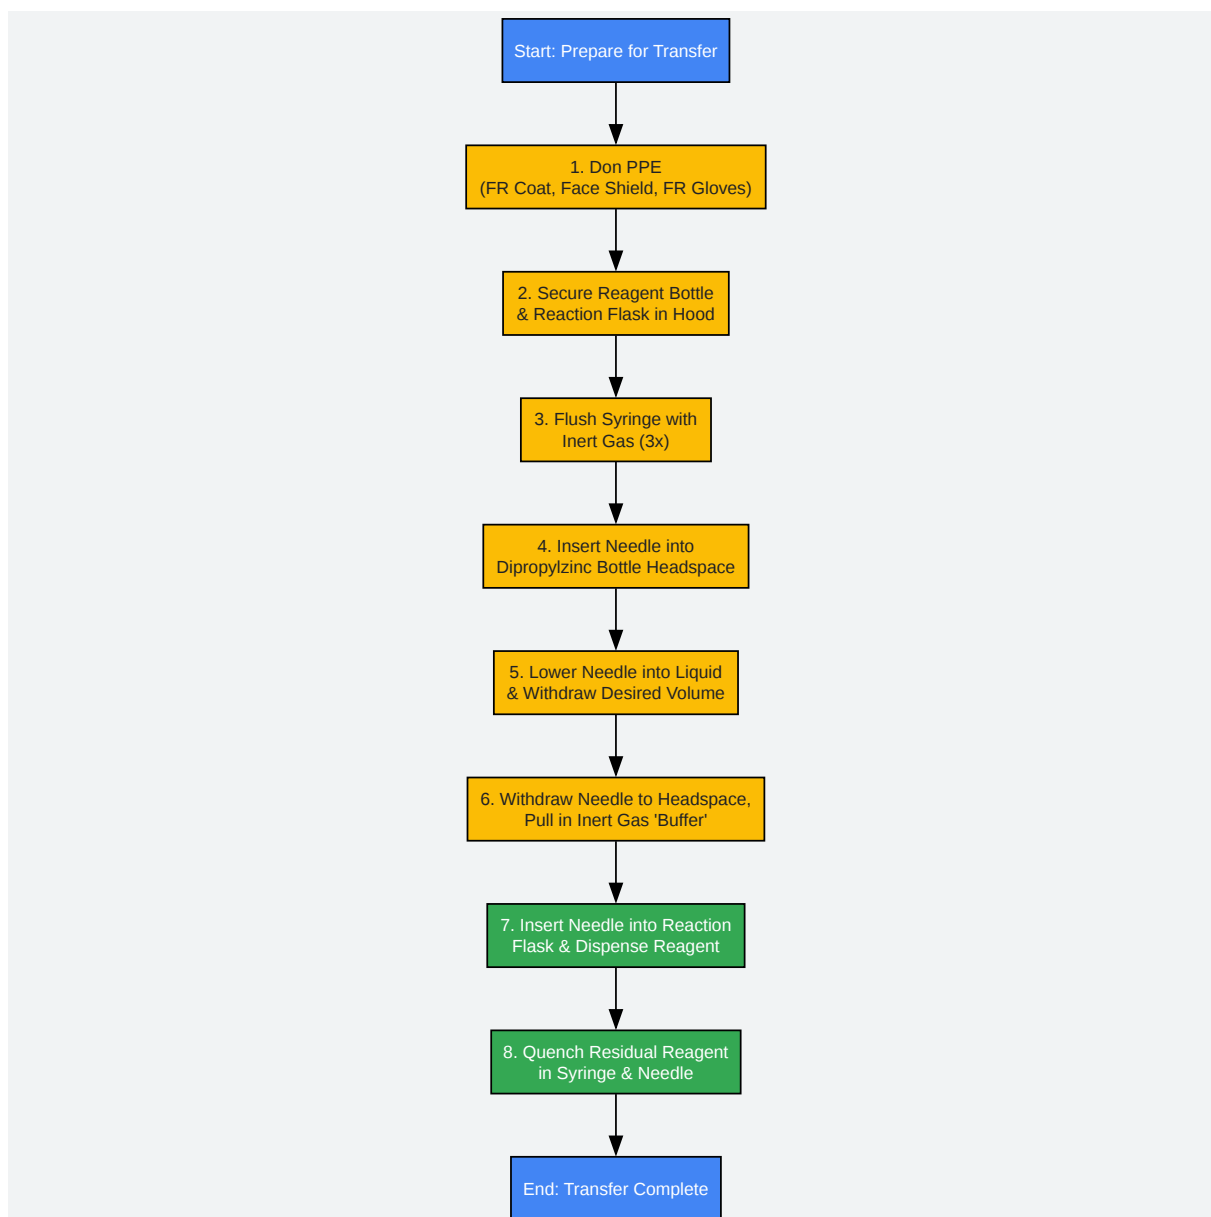 Start: Prepare for Transfer
1. Don PPE
(FR Coat, Face Shield, FR Gloves)
2. Secure Reagent Bottle
& Reaction Flask in Hood
3. Flush Syringe with
Inert Gas (3x)
4. Insert Needle into
Dipropylzinc Bottle Headspace
5. Lower Needle into Liquid
& Withdraw Desired Volume
6. Withdraw Needle to Headspace,
Pull in Inert Gas 'Buffer'
7. Insert Needle into Reaction
Flask & Dispense Reagent
8. Quench Residual Reagent
in Syringe & Needle
End: Transfer Complete